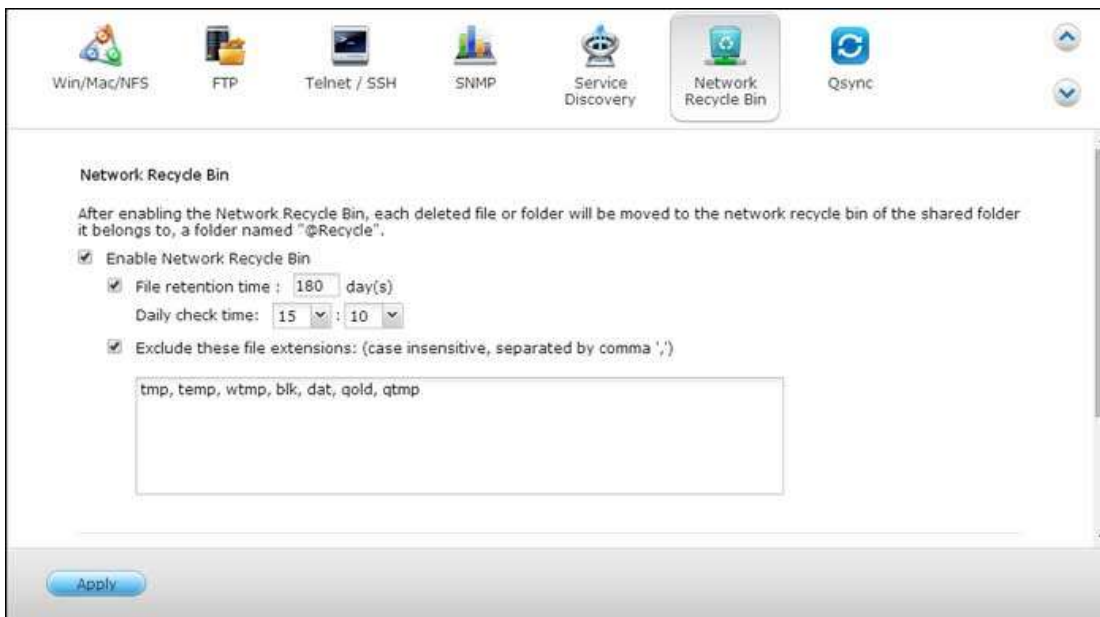 Win/Mac/NFS
FTP
Telnet / SSH
SNMP
Service
Discovery
Network
Recycle Bin
Qsync
Network Recycle Bin
After enabling the Network Recycle Bin, each deleted file or folder will be moved to the network recycle bin of the shared folder
it belongs to, a folder named "@Recycle".
Enable Network Recycle Bin
File retention time : 180 day(s)
Daily check time: 15 : 10
Exclude these file extensions: (case insensitive, separated by comma ',')
tmp, temp, wtmp, blk, dat, qold, qtmp
Apply